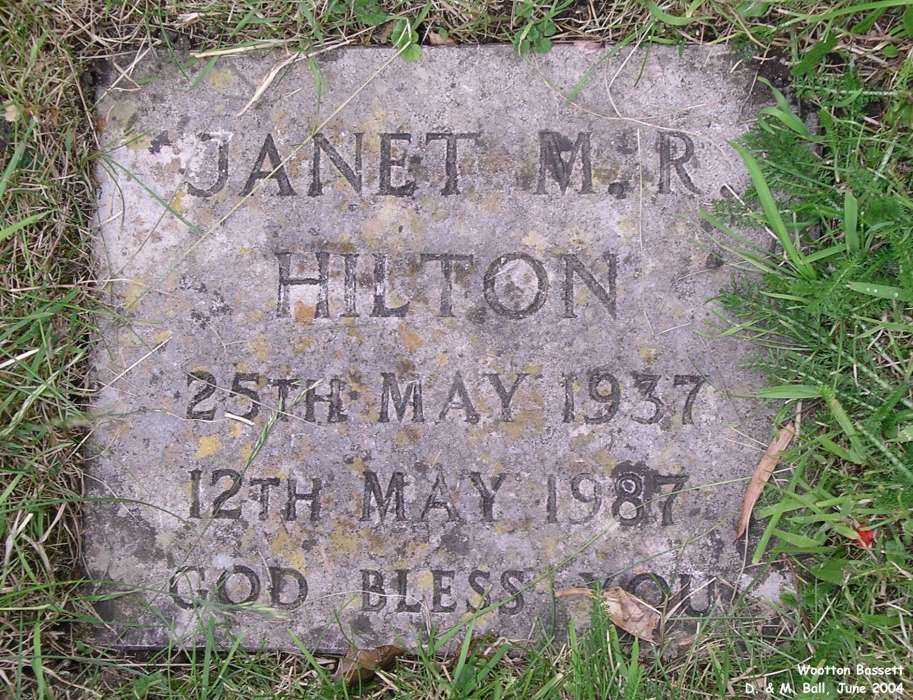 JANET M. R.
HILTON
25TH MAY 1937
12TH MAY 1987
GOD BLESS YOU
Wootton Bassett
D. & M. Ball, June 2004